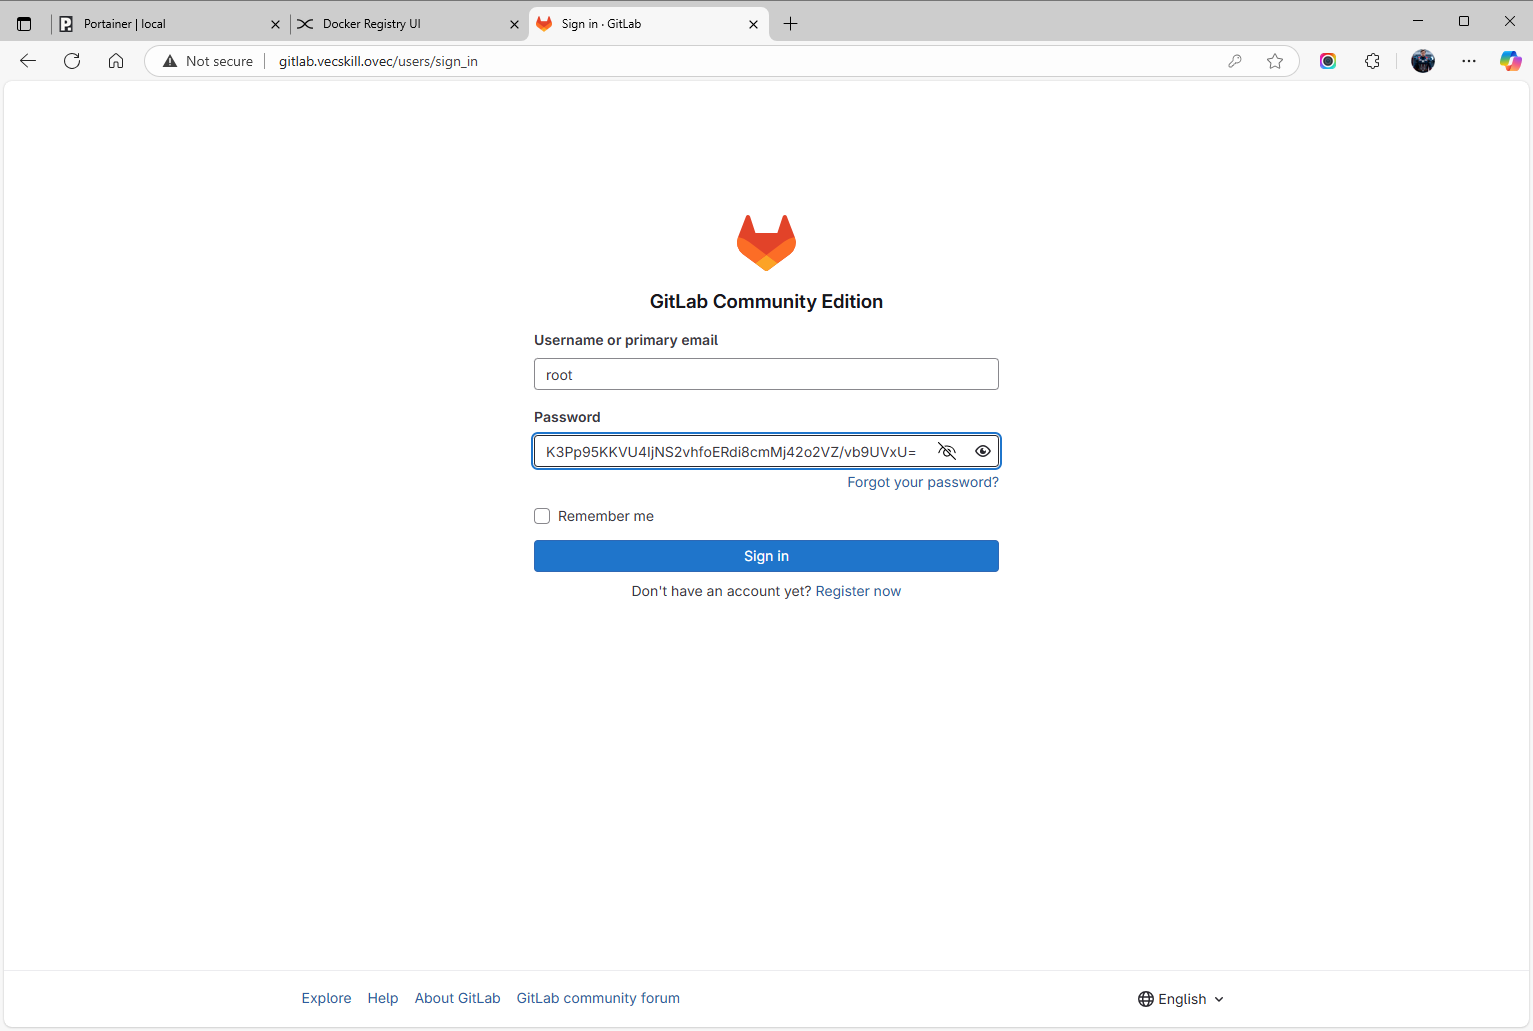 Portainer | local
Docker Registry UI
Sign in · GitLab
Not secure
gitlab.vecskill.ovec/users/sign_in
GitLab Community Edition
Username or primary email
root
Password
K3Pp95KKVU4IjNS2vhfoERdi8cmMj42o2VZ/vb9UVxU=
Forgot your password?
Remember me
Sign in
Don't have an account yet? Register now
Explore Help About GitLab GitLab community forum
English